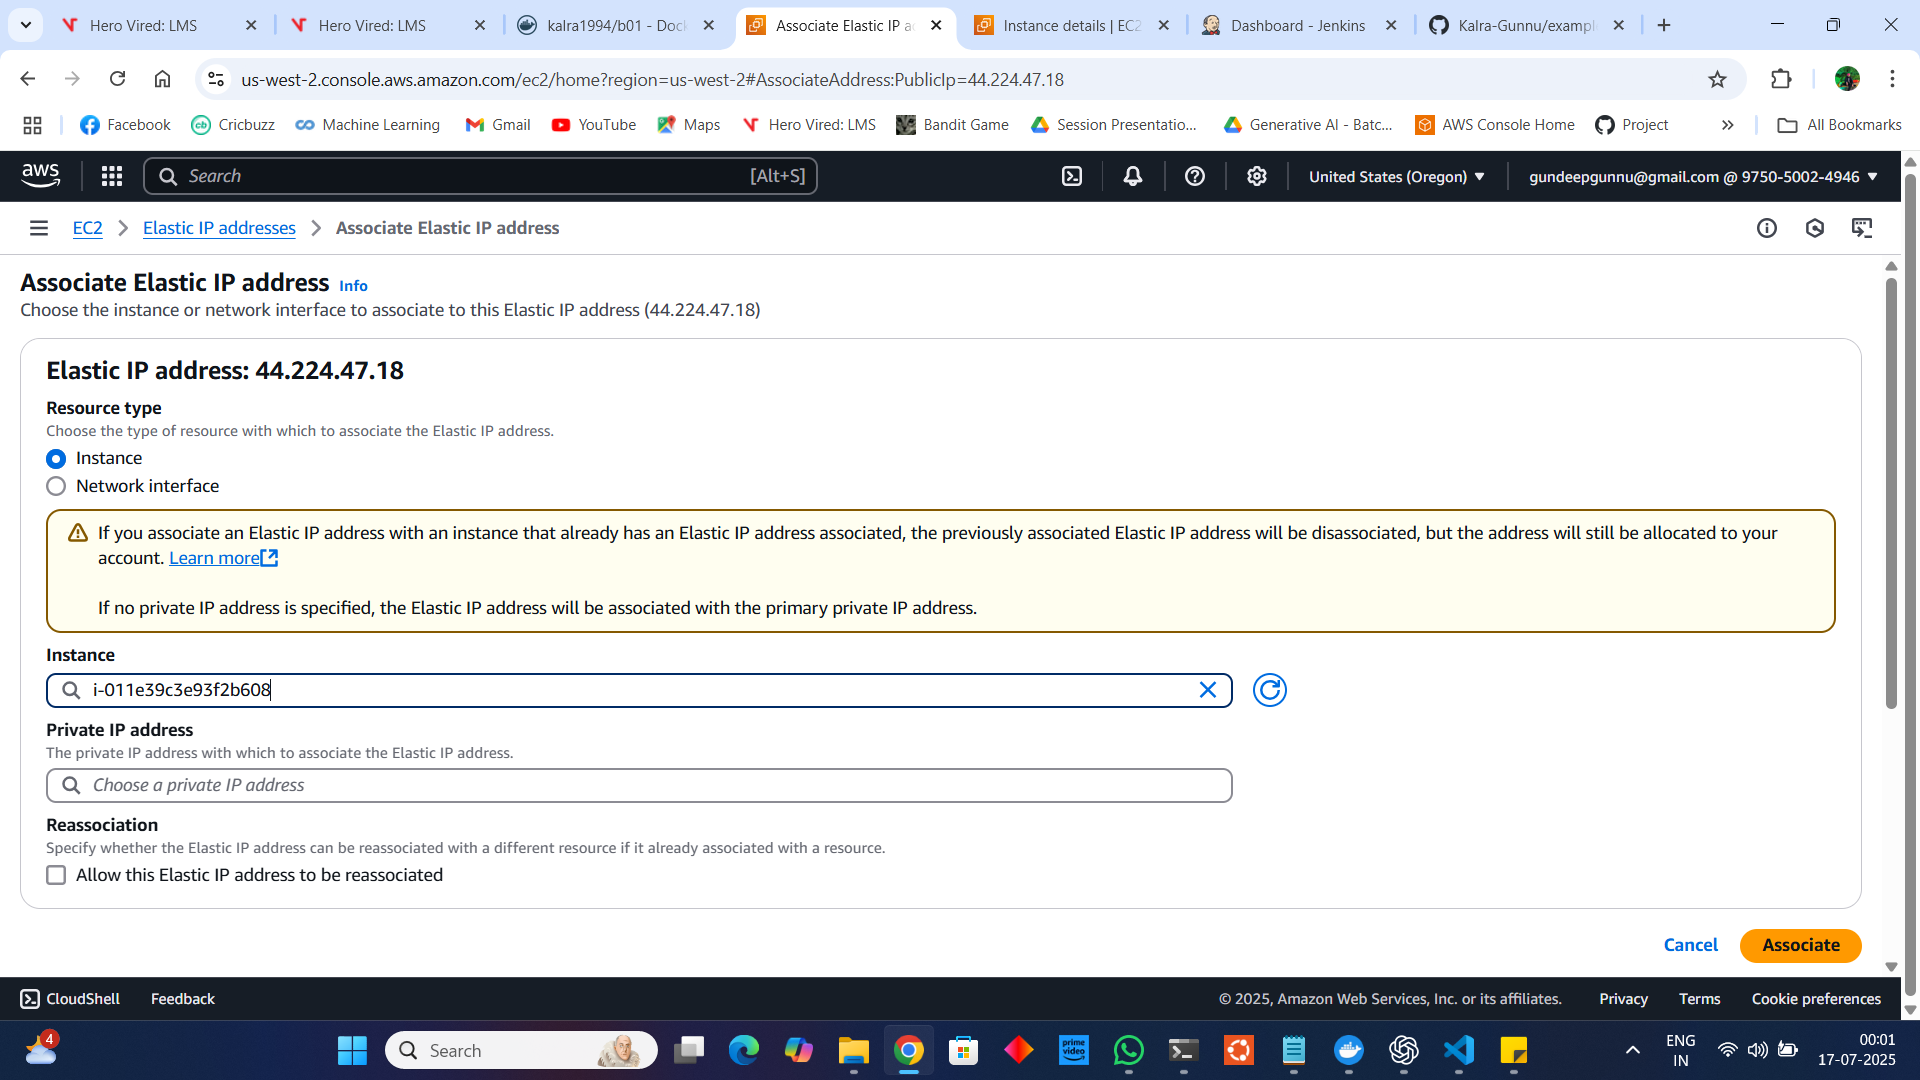 Hero Vired: LMS
Hero Vired: LMS
kalra1994/b01 - Dock
Associate Elastic IP a
Instance details | EC2
Dashboard - Jenkins
Kalra-Gunnu/exampl
us-west-2.console.aws.amazon.com/ec2/home?region=us-west-2#AssociateAddress:PublicIp=44.224.47.18
Facebook
Cricbuzz
Machine Learning
Gmail
YouTube
Maps
Hero Vired: LMS
Bandit Game
Session Presentatio...
Generative AI - Batc...
AWS Console Home
Project
All Bookmarks
aws
Search
[Alt+S]
United States (Oregon)
gundeepgunnu@gmail.com @ 9750-5002-4946
EC2
Elastic IP addresses
Associate Elastic IP address
Associate Elastic IP address Info
Choose the instance or network interface to associate to this Elastic IP address (44.224.47.18)
Elastic IP address: 44.224.47.18
Resource type
Choose the type of resource with which to associate the Elastic IP address.
Instance
Network interface
If you associate an Elastic IP address with an instance that already has an Elastic IP address associated, the previously associated Elastic IP address will be disassociated, but the address will still be allocated to your
account. Learn more
If no private IP address is specified, the Elastic IP address will be associated with the primary private IP address.
Instance
i-011e39c3e93f2b608
Private IP address
The private IP address with which to associate the Elastic IP address.
Choose a private IP address
Reassociation
Specify whether the Elastic IP address can be reassociated with a different resource if it already associated with a resource.
Allow this Elastic IP address to be reassociated
Cancel
Associate
CloudShell
Feedback
© 2025, Amazon Web Services, Inc. or its affiliates.
Privacy
Terms
Cookie preferences
4
Search
prime video
ENG
IN
00:01
17-07-2025